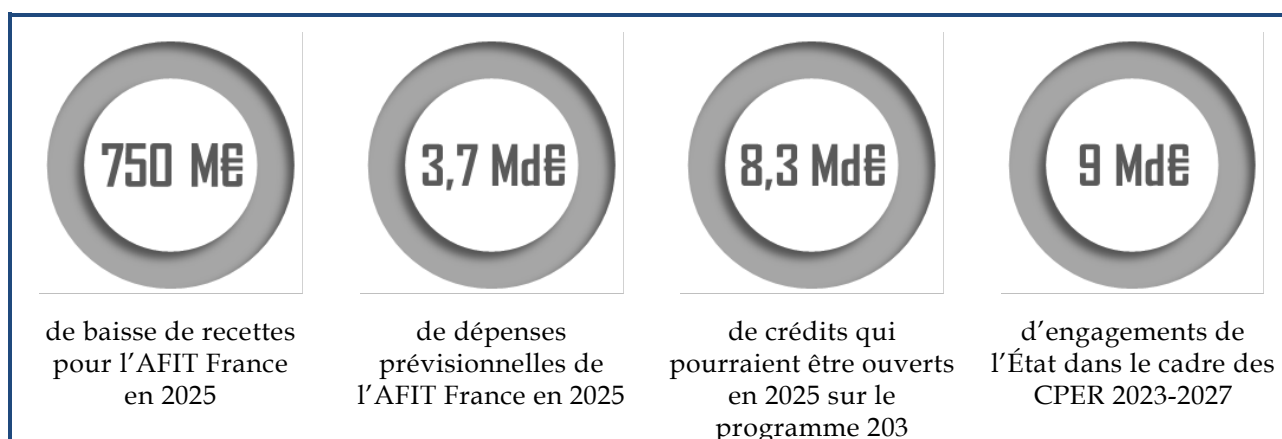 750 M€
3,7 Md€
8,3 Md€
9 Md€
de baisse de recettes
pour l’AFIT France
en 2025
de dépenses
prévisionnelles de
l’AFIT France en 2025
de crédits qui
pourraient être ouverts
en 2025 sur le
programme 203
d’engagements de
l’État dans le cadre des
CPER 2023-2027